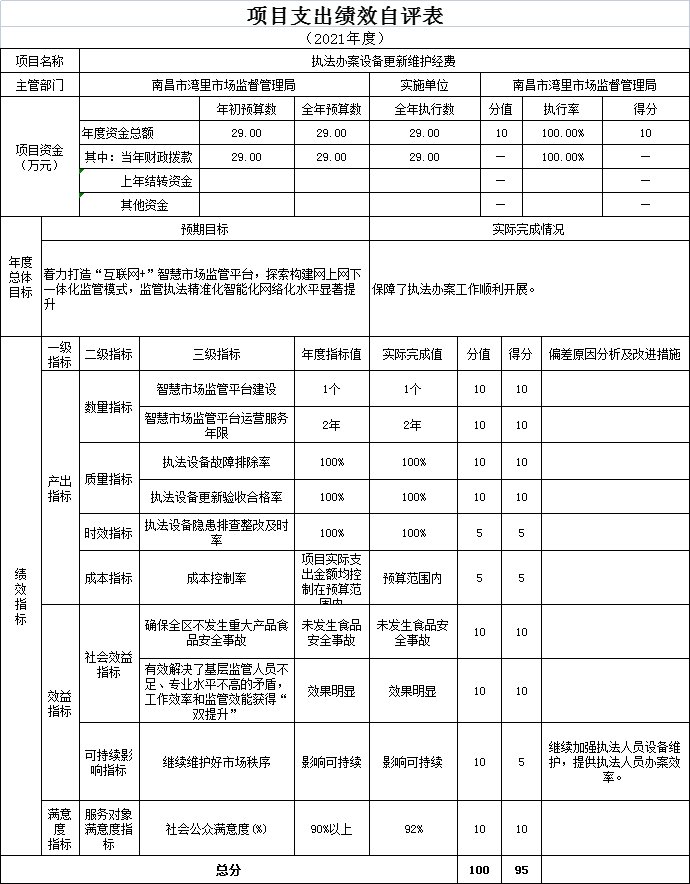 项目支出绩效自评表
（2021年度）
项目名称 执法办案设备更新维护经费
主管部门 南昌市湾里市场监督管理局 实施单位 南昌市湾里市场监督管理局
项目资金（万元） 年初预算数 全年预算数 全年执行数 分值 执行率 得分
年度资金总额 29.00 29.00 29.00 10 100.00% 10
其中：当年财政拨款 29.00 29.00 29.00 — 100.00% —
上年结转资金 — —
其他资金 — —
年度总体目标 预期目标 实际完成情况
着力打造“互联网+”智慧市场监管平台，探索构建网上网下
一体化监管模式，监管执法精准化智能化网络化水平显著提
升
保障了执法办案工作顺利开展。
绩效指标 一级指标 二级指标 三级指标 年度指标值 实际完成值 分值 得分 偏差原因分析及改进措施
产出指标 数量指标 智慧市场监管平台建设 1个 1个 10 10
智慧市场监管平台运营服务年限 2年 2年 10 10
质量指标 执法设备故障排除率 100% 100% 10 10
执法设备更新验收合格率 100% 100% 10 10
时效指标 执法设备隐患排查整改及时率 100% 100% 5 5
成本指标 成本控制率 项目实际支出金额均控制在预算范围内 预算范围内 5 5
效益指标 社会效益指标 确保全区不发生重大产品食品安全事故 未发生食品安全事故 未发生食品安全事故 10 10
有效解决了基层监管人员不足、专业水平不高的矛盾，工作效率和监管效能获得“双提升” 效果明显 效果明显 10 10
可持续影响指标 继续维护好市场秩序 影响可持续 影响可持续 10 5 继续加强执法人员设备维护，提供执法人员办案效率。
满意度指标 服务对象满意度指标 社会公众满意度(%) 90%以上 92% 10 10
总分 100 95